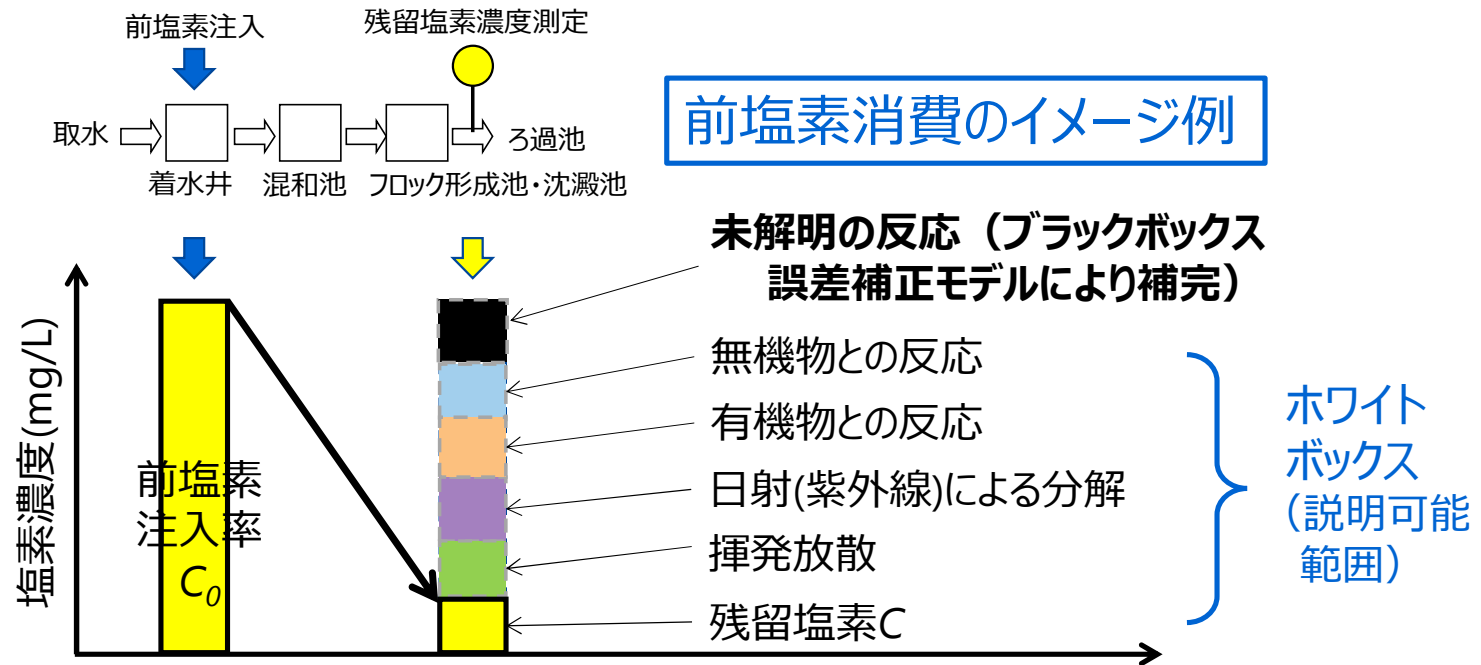 前塩素注入
残留塩素濃度測定
前塩素消費のイメージ例
取水
ろ過池
着水井
混和池
フロック形成池・沈澱池
未解明の反応（ブラックボックス
誤差補正モデルにより補完）
無機物との反応
有機物との反応
日射(紫外線)による分解
揮発放散
残留塩素C
ホワイト
ボックス
（説明可能
範囲）
塩素濃度(mg/L)
前塩素
注入率
C0